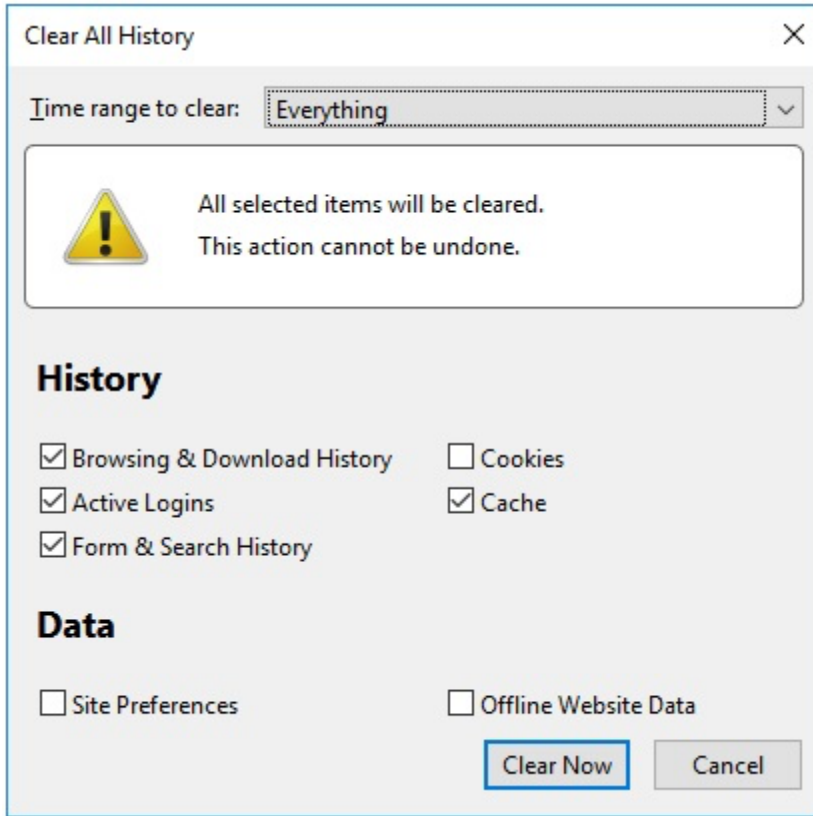 Clear All History
Time range to clear: Everything
All selected items will be cleared.
This action cannot be undone.
History
Browsing & Download History Cookies
Active Logins Cache
Form & Search History
Data
Site Preferences Offline Website Data
Clear Now Cancel